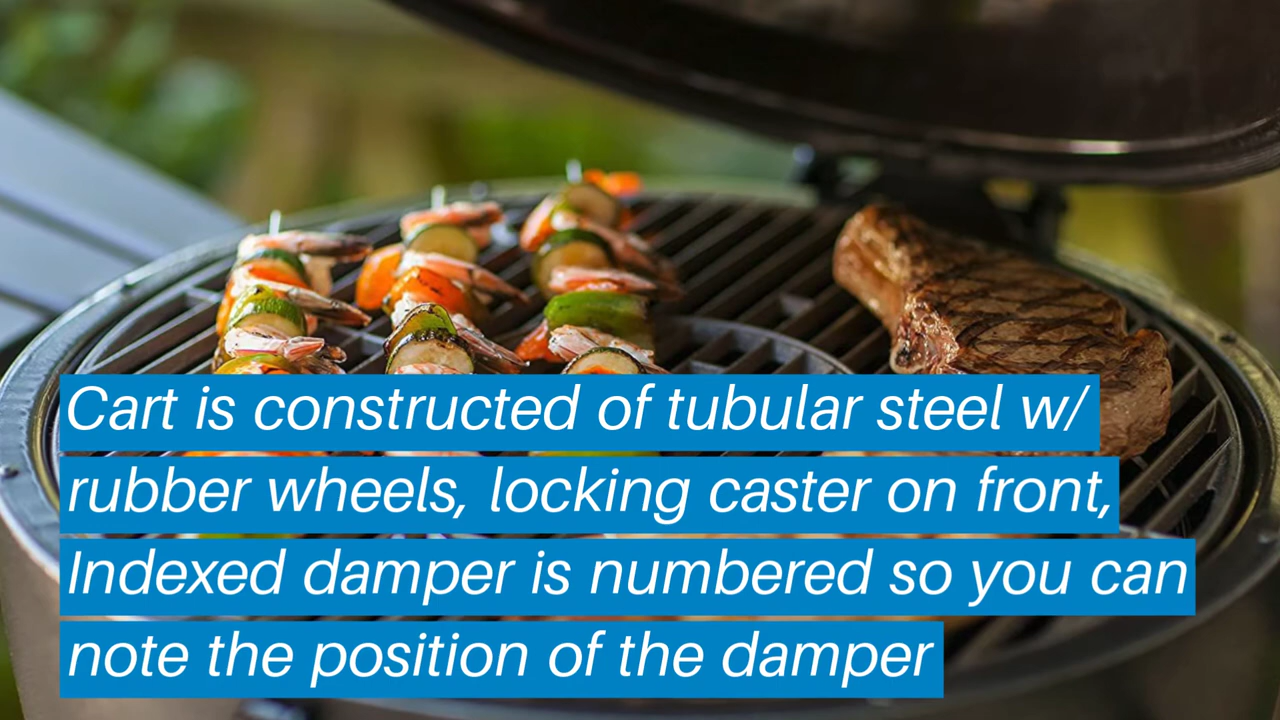 Cart is constructed of tubular steel w/
rubber wheels, locking caster on front,
Indexed damper is numbered so you can
note the position of the damper